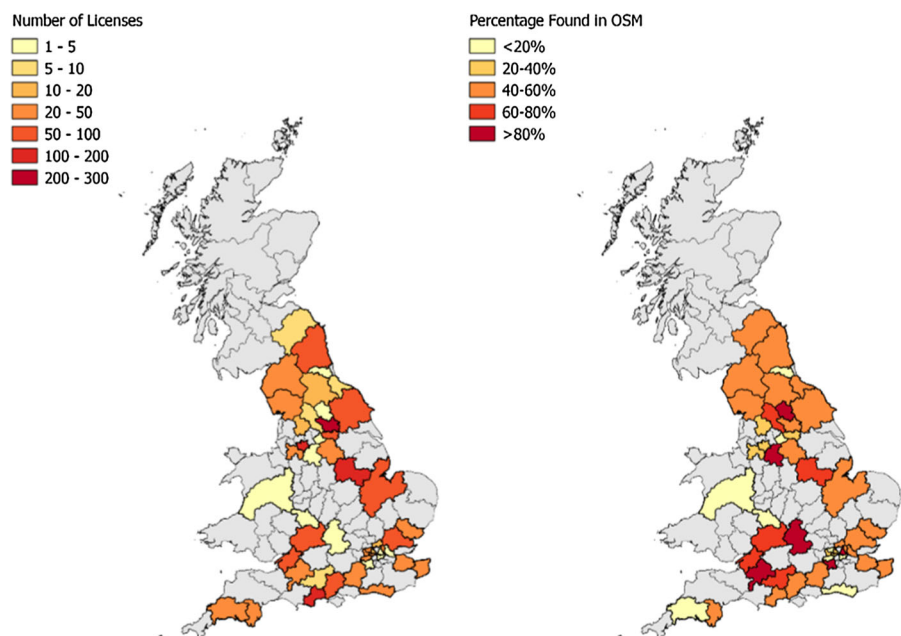 Number of Licenses
1 - 5
5 - 10
10 - 20
20 - 50
50 - 100
100 - 200
200 - 300
Percentage Found in OSM
<20%
20-40%
40-60%
60-80%
>80%